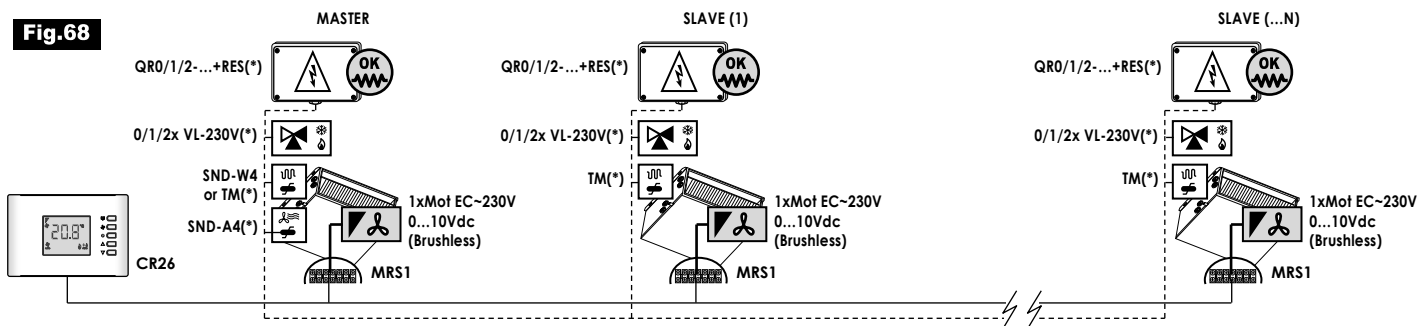 Fig.68
MASTER
SLAVE (1)
SLAVE (...N)
QR0/1/2-...+RES(*)
OK
QR0/1/2-...+RES(*)
OK
QR0/1/2-...+RES(*)
OK
0/1/2x VL-230V(*)
0/1/2x VL-230V(*)
0/1/2x VL-230V(*)
SND-W4
or TM(*)
TM(*)
TM(*)
SND-A4(*)
1xMot EC~230V
0...10Vdc
(Brushless)
1xMot EC~230V
0...10Vdc
(Brushless)
1xMot EC~230V
0...10Vdc
(Brushless)
20.8°
CR26
MRS1
MRS1
MRS1